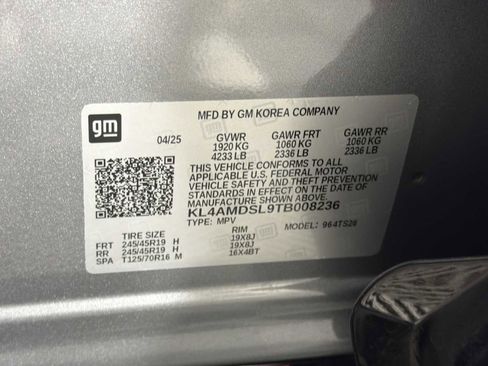 MFD BY GM KOREA COMPANY
gm
04/25 GVWR GAWR FRT GAWR RR
1920 KG 1060 KG 1060 KG
4233 LB 2336 LB 2336 LB
THIS VEHICLE CONFORMS TO ALL
APPLICABLE U.S. FEDERAL MOTOR
VEHICLE SAFETY AND THEFT PREVENTION
STANDARDS IN EFFECT ON THE DATE OF
MANUFACTURE SHOWN ABOVE.
KL4AMDSL9TB008236
TYPE: MPV MODEL: 964TS26
TIRE SIZE RIM
FRT 245/45R19 H 19X8J
RR 245/45R19 H 19X8J
SPA T125/70R16 M 16X4BT